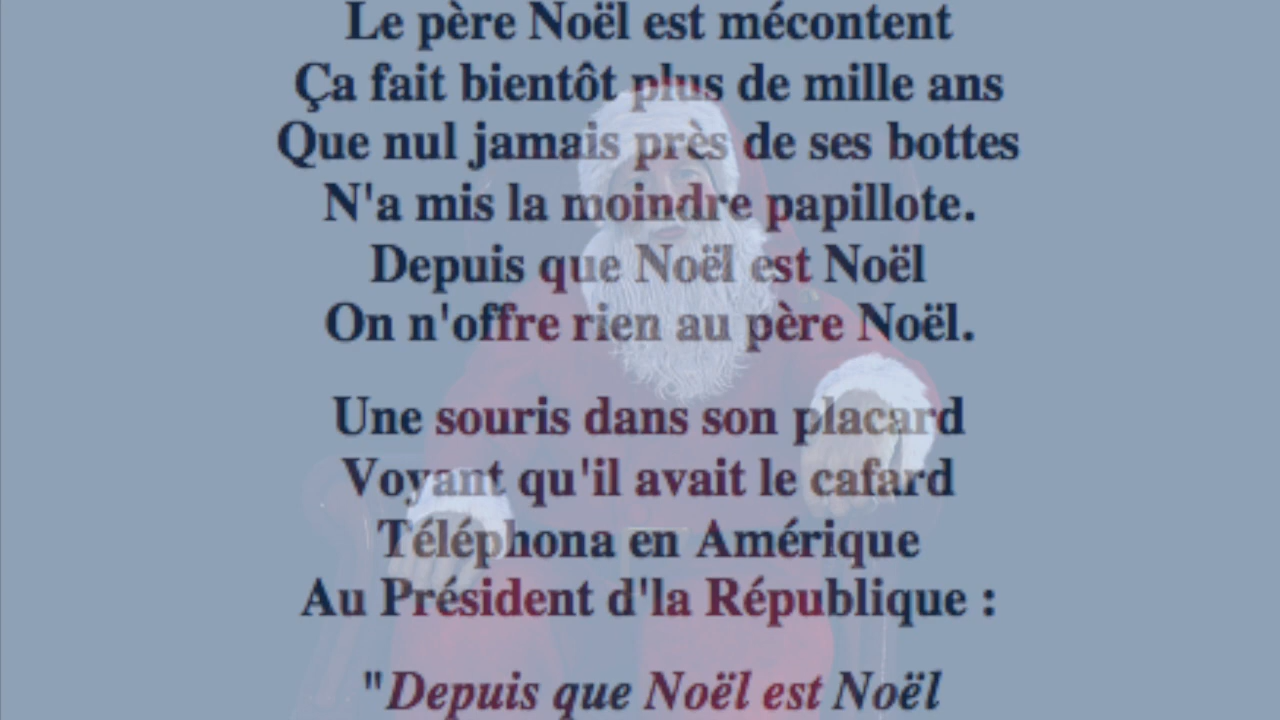 Le père Noël est mécontent
Ça fait bientôt plus de mille ans
Que nul jamais près de ses bottes
N'a mis la moindre papillote.
Depuis que Noël est Noël
On n'offre rien au père Noël.
Une souris dans son placard
Voyant qu'il avait le cafard
Téléphona en Amérique
Au Président d'la République :
"Depuis que Noël est Noël